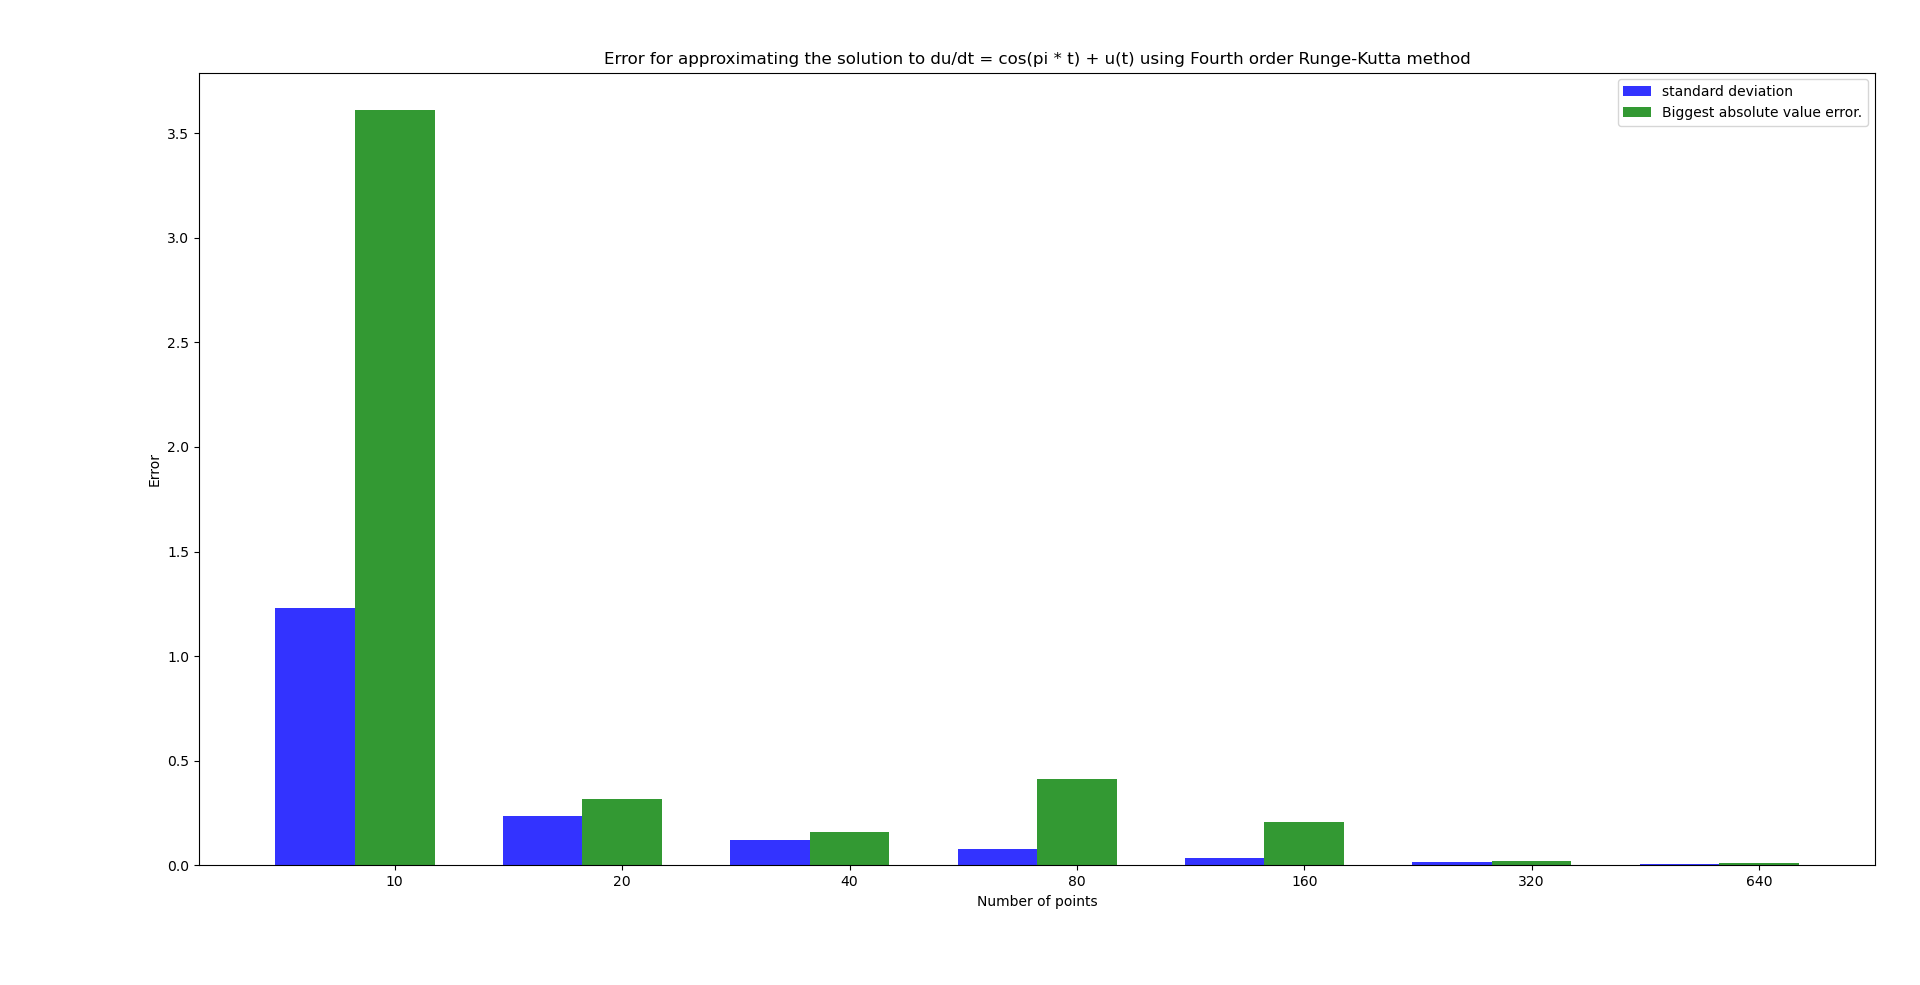 Error for approximating the solution to du/dt = cos(pi * t) + u(t) using Fourth order Runge-Kutta method
standard deviation
Biggest absolute value error.
3.5
3.0
2.5
2.0
1.5
1.0
0.5
0.0
Error
10 20 40 80 160 320 640
Number of points